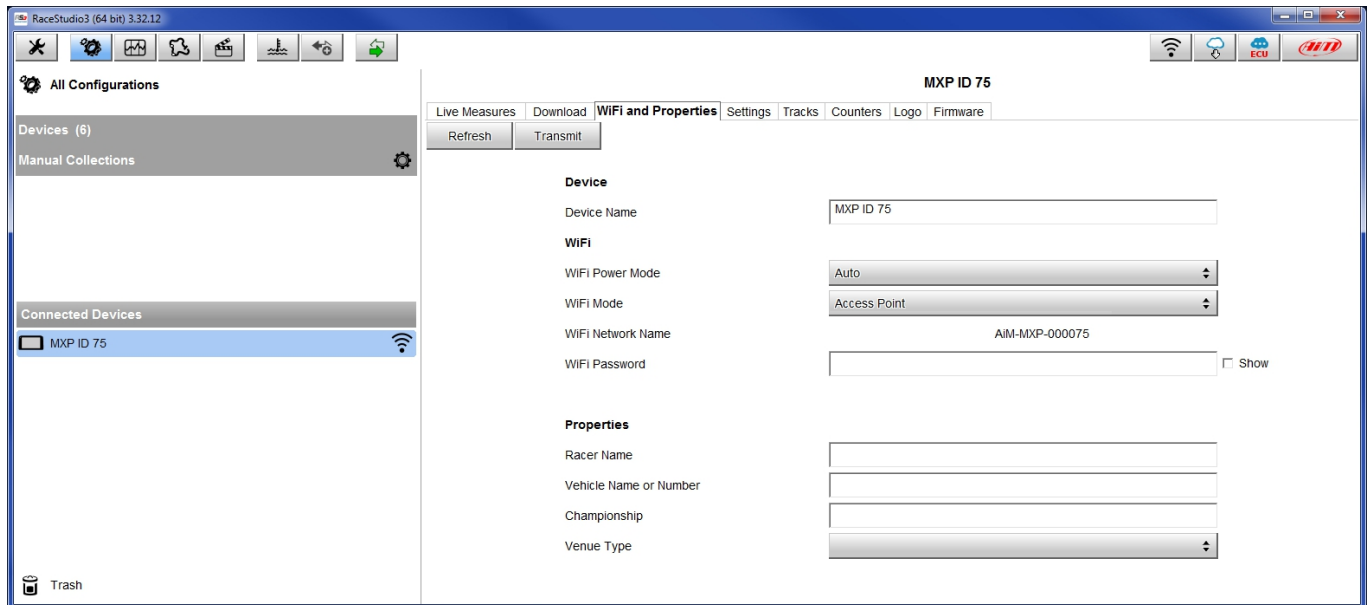 RaceStudio3 (64 bit) 3.32.12
ECU
AiM
All Configurations
MXP ID 75
Live Measures Download WiFi and Properties Settings Tracks Counters Logo Firmware
Devices (6)
Refresh Transmit
Manual Collections
Device
Device Name MXP ID 75
WiFi
WiFi Power Mode Auto
WiFi Mode Access Point
Connected Devices
WiFi Network Name AiM-MXP-000075
MXP ID 75
WiFi Password Show
Properties
Racer Name
Vehicle Name or Number
Championship
Venue Type
Trash